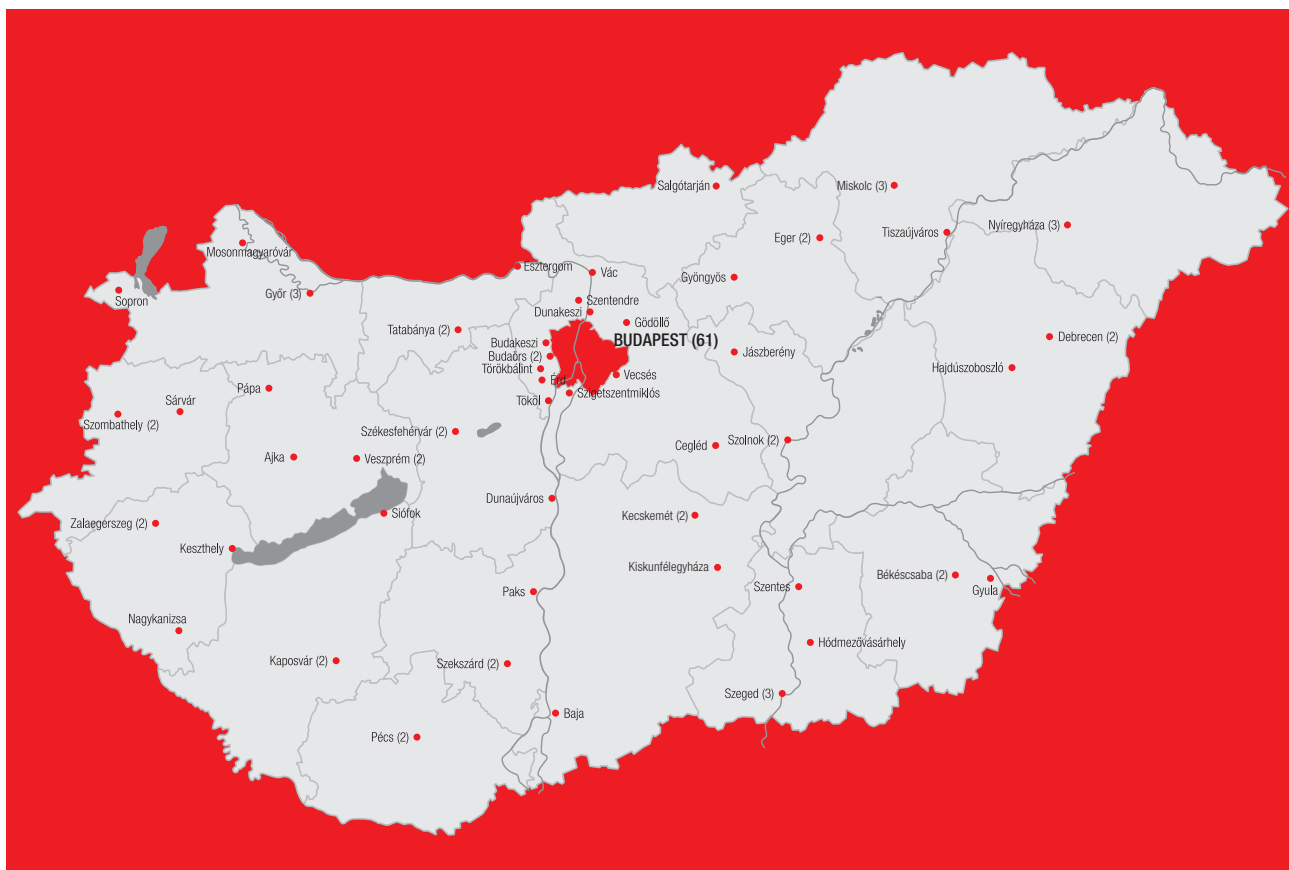 Salgótarján
Miskolc (3)
Nyíregyháza (3)
Tiszaújváros
Eger (2)
Mosonmagyaróvár
Esztergom
Vác
Gyöngyös
Sopron
Győr (3)
Szentendre
Dunakeszi
Gödöllő
Tatabánya (2)
BUDAPEST (61)
Debrecen (2)
Budakeszi
Budaörs (2)
Jászberény
Törökbálint
Hajdúszoboszló
Vecsés
Érd
Pápa
Szigetszentmiklós
Tököl
Sárvár
Szombathely (2)
Székesfehérvár (2)
Szolnok (2)
Cegléd
Ajka
Veszprém (2)
Dunaújváros
Siófok
Kecskemét (2)
Zalaegerszeg (2)
Keszthely
Kiskunfélegyháza
Békéscsaba (2)
Gyula
Szentes
Paks
Nagykanizsa
Hódmezővásárhely
Kaposvár (2)
Szekszárd (2)
Szeged (3)
Baja
Pécs (2)